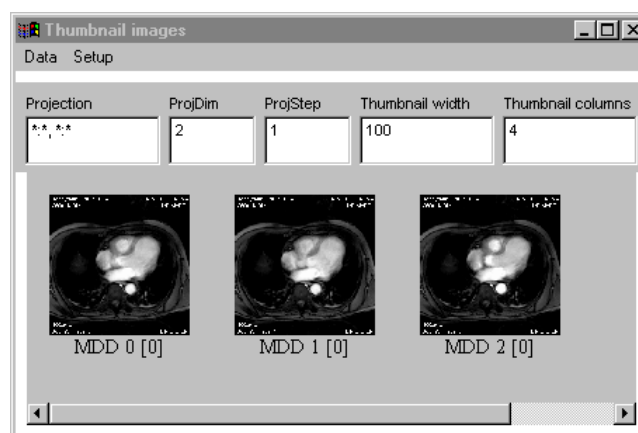 Thumbnail images
Data Setup
Projection ProjDim ProjStep Thumbnail width Thumbnail columns
*:*, *:* 2 1 100 4
MDD 0 [0] MDD 1 [0] MDD 2 [0]